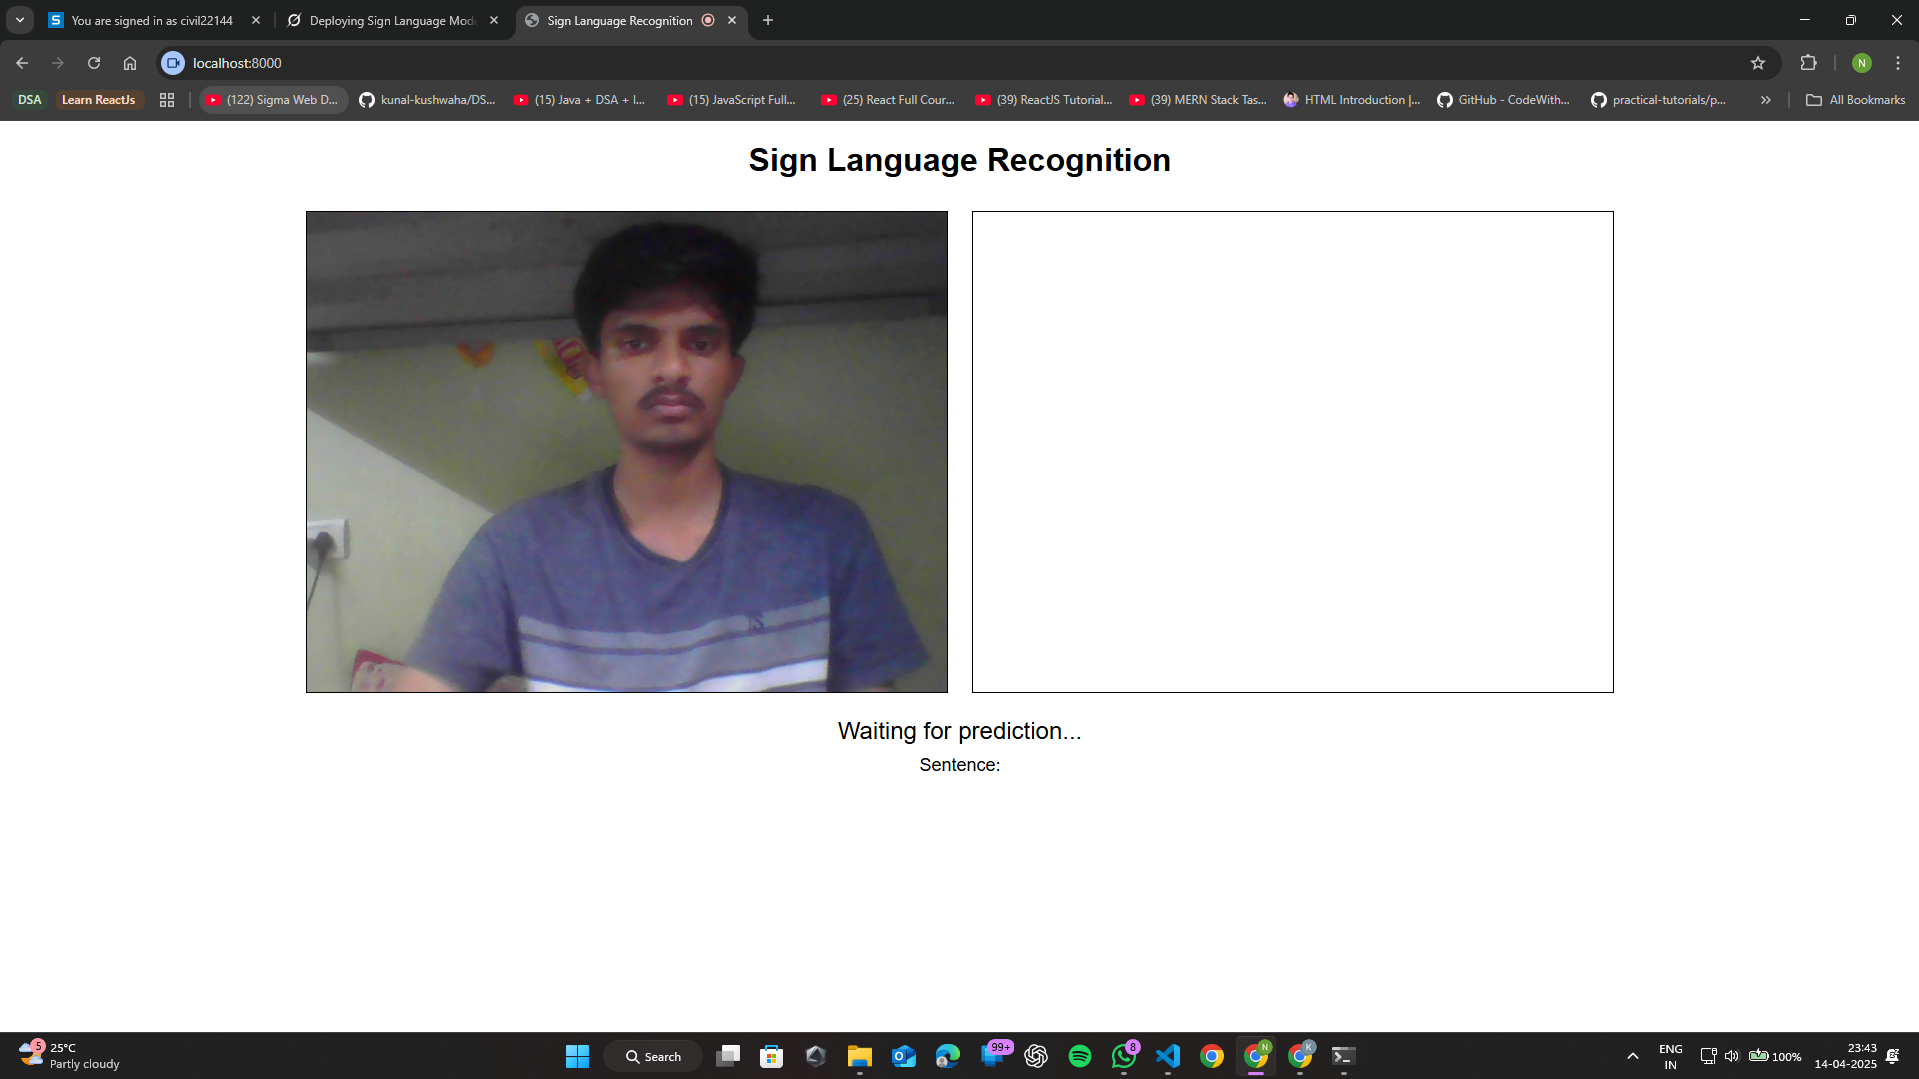 You are signed in as civil22144
Deploying Sign Language Mod
Sign Language Recognition
localhost:8000
N
DSA
Learn ReactJs
(122) Sigma Web D...
kunal-kushwaha/DS...
(15) Java + DSA + I...
(15) JavaScript Full...
(25) React Full Cour...
(39) ReactJS Tutorial...
(39) MERN Stack Tas...
HTML Introduction |...
GitHub - CodeWith...
practical-tutorials/p...
All Bookmarks
Sign Language Recognition
Waiting for prediction...
Sentence:
5
25°C
Partly cloudy
Search
99+
8
N
K
ENG
IN
100%
23:43
14-04-2025